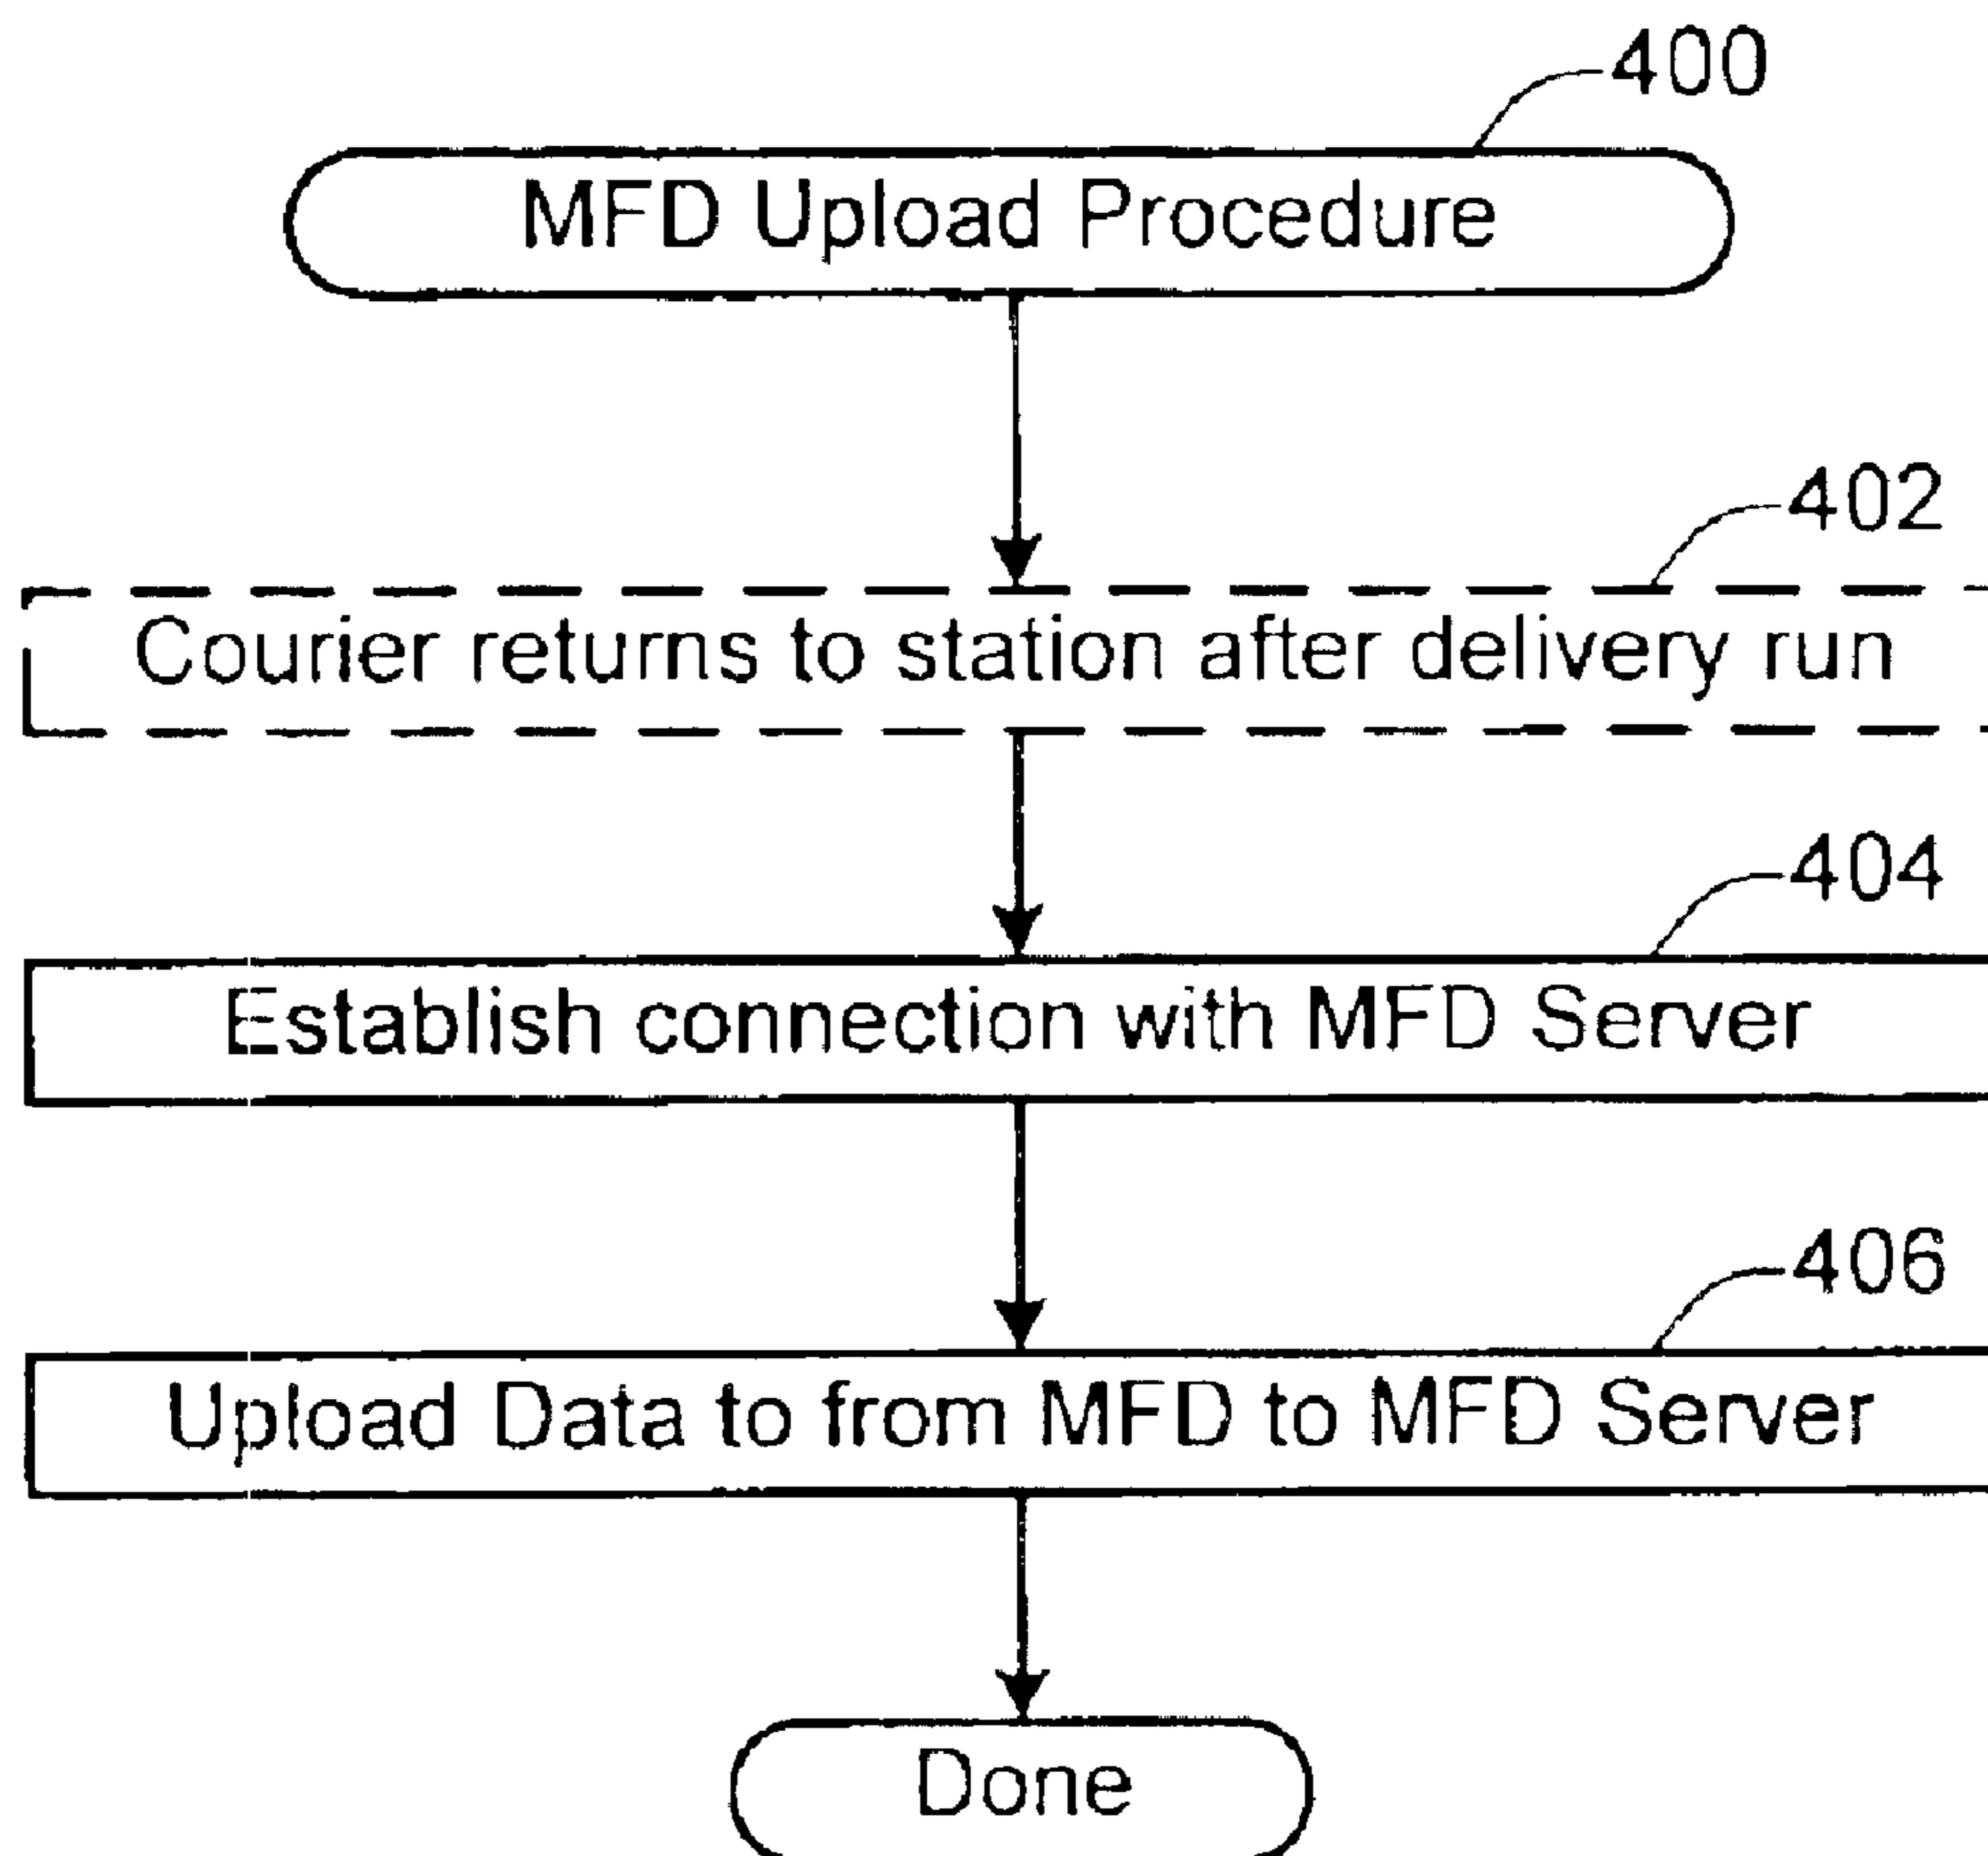 400
MFD Upload Procedure
402
Courier returns to station after delivery run
404
Establish connection with MFD Server
406
Upload Data to from MFD to MFD Server
Done